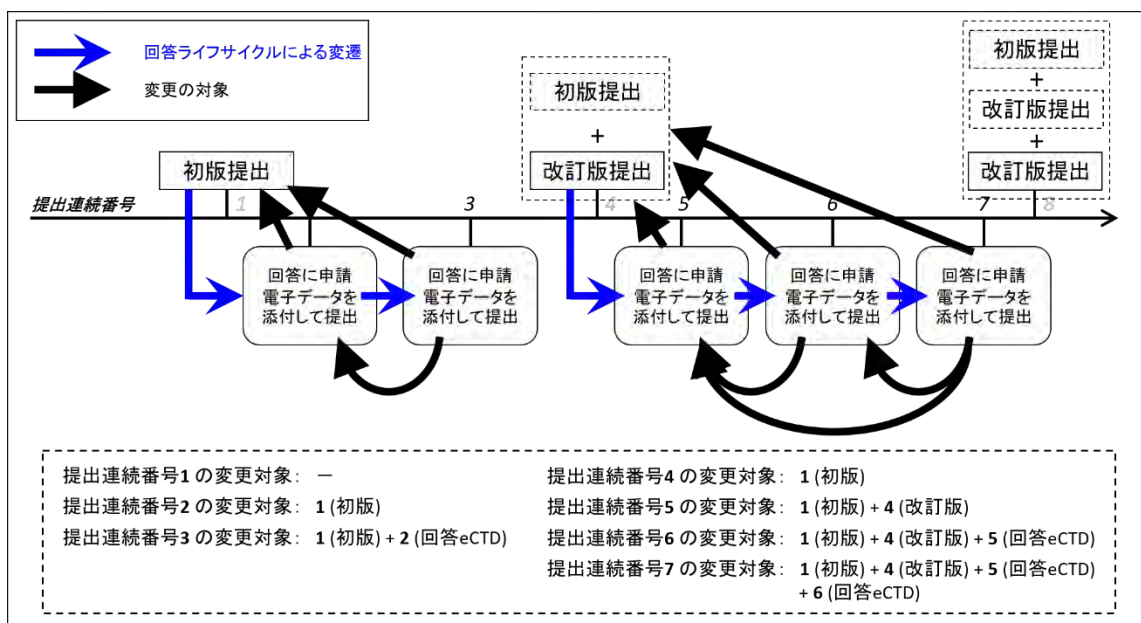 回答ライフサイクルによる変遷
変更の対象
初版提出
+
改訂版提出
初版提出
+
改訂版提出
+
改訂版提出
初版提出
提出連続番号
1
3
4
5
6
7
8
回答に申請
電子データを
添付して提出
回答に申請
電子データを
添付して提出
回答に申請
電子データを
添付して提出
回答に申請
電子データを
添付して提出
回答に申請
電子データを
添付して提出
提出連続番号1 の変更対象: －
提出連続番号2 の変更対象: 1 (初版)
提出連続番号3 の変更対象: 1 (初版) + 2 (回答eCTD)
提出連続番号4 の変更対象: 1 (初版)
提出連続番号5 の変更対象: 1 (初版) + 4 (改訂版)
提出連続番号6 の変更対象: 1 (初版) + 4 (改訂版) + 5 (回答eCTD)
提出連続番号7 の変更対象: 1 (初版) + 4 (改訂版) + 5 (回答eCTD)
+ 6 (回答eCTD)